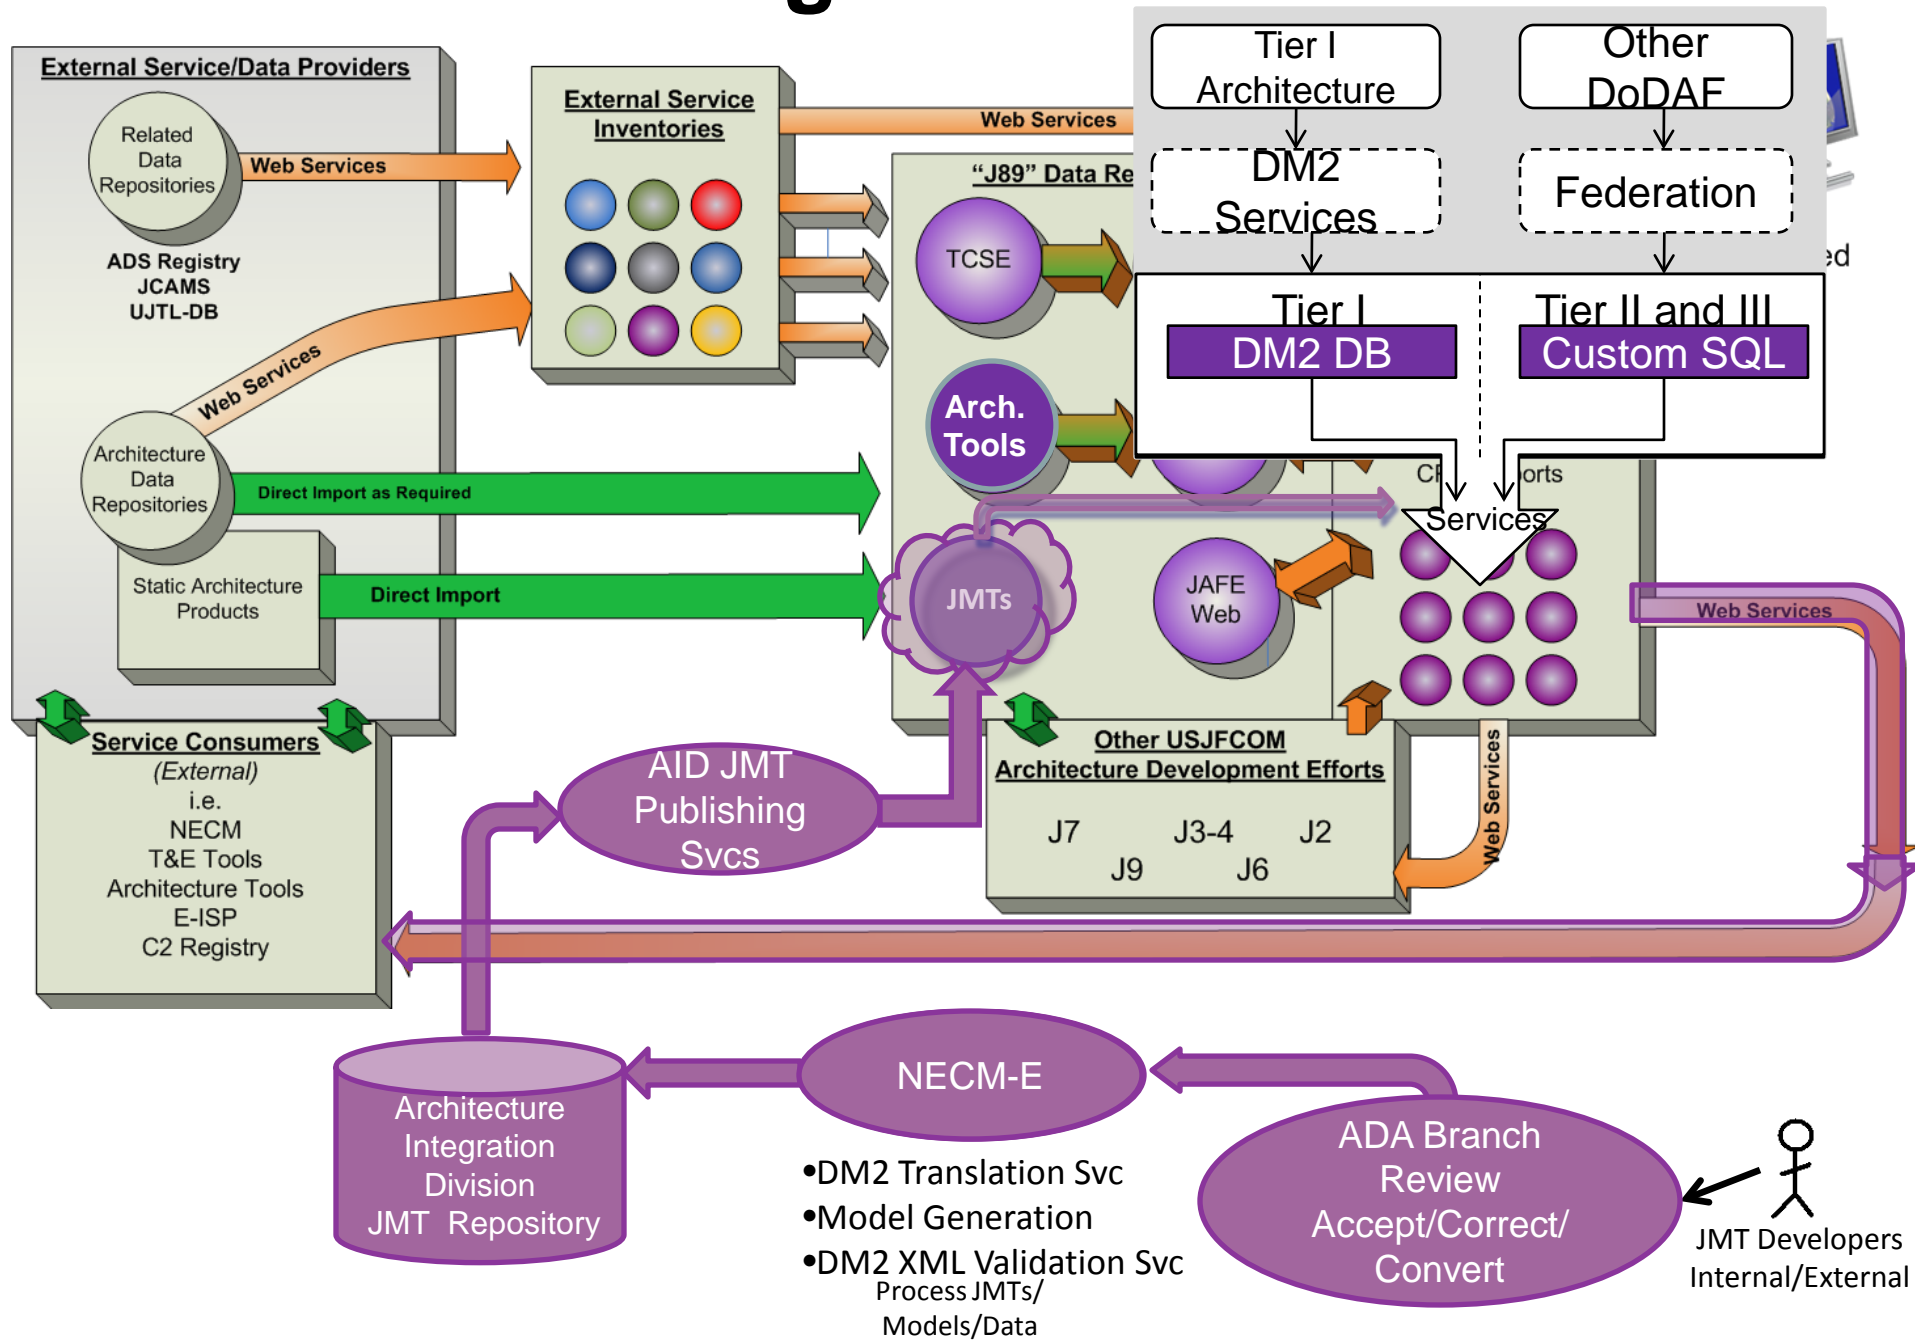 External Service/Data Providers
Related
Data
Repositories
Web Services
ADS Registry
JCAMS
UJTL-DB
Web Services
Architecture
Data
Repositories
Direct Import as Required
Static Architecture
Products
Direct Import
External Service
Inventories
Web Services
"J89" Data Re
TCSE
Arch.
Tools
JMTs
JAFE
Web
Tier I
Architecture
Other
DoDAF
DM2
Services
Federation
ed
Tier I
DM2 DB
Tier II and III
Custom SQL
orts
Services
Web Services
Service Consumers
(External)
i.e.
NECM
T&E Tools
Architecture Tools
E-ISP
C2 Registry
AID JMT
Publishing
Svcs
Other USJFCOM
Architecture Development Efforts
J7 J3-4 J2
J9 J6
Web Services
Architecture
Integration
Division
JMT Repository
NECM-E
•DM2 Translation Svc
•Model Generation
•DM2 XML Validation Svc
Process JMTs/
Models/Data
ADA Branch
Review
Accept/Correct/
Convert
JMT Developers
Internal/External